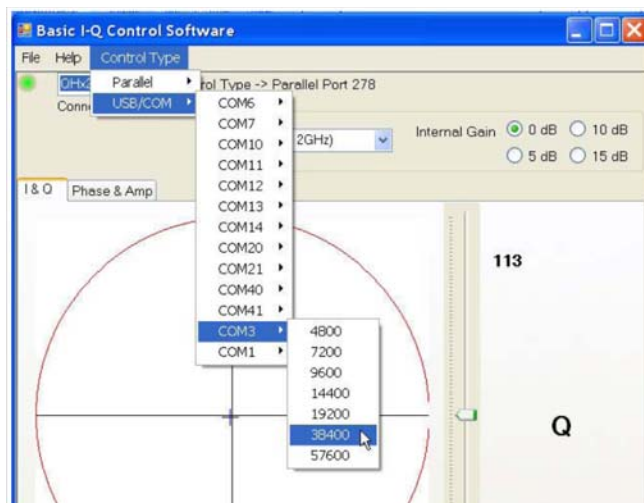 Basic I-Q Control Software
File Help Control Type
Parallel
rol Type -> Parallel Port 278
USB/COM
COM6
COM7
COM10
COM11
COM12
COM13
COM14
COM20
COM21
COM40
COM41
COM3
COM1
4800
7200
9600
14400
19200
38400
57600
2GHz)
Internal Gain 0 dB 10 dB
5 dB 15 dB
I & Q Phase & Amp
113
Q